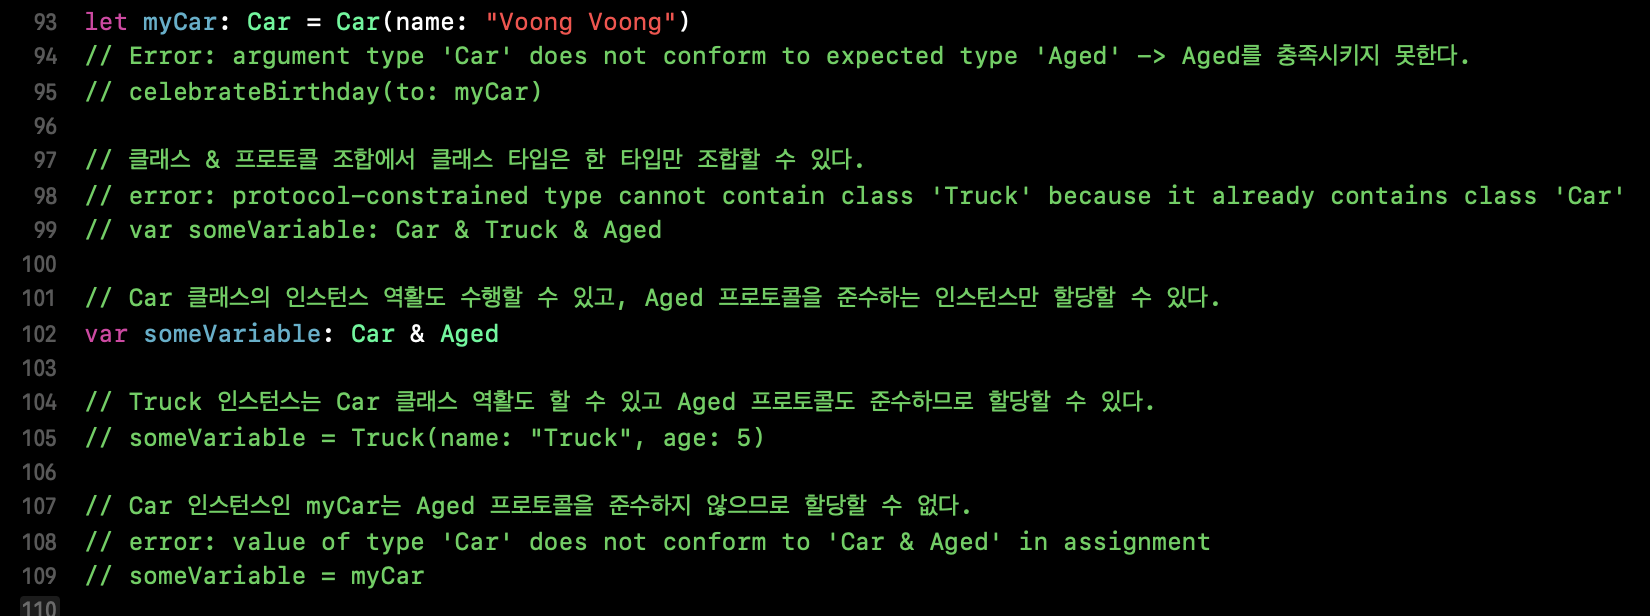 93 let myCar: Car = Car(name: "Voong Voong")
94 // Error: argument type 'Car' does not conform to expected type 'Aged' -> Aged를 충족시키지 못한다.
95 // celebrateBirthday(to: myCar)
96
97 // 클래스 & 프로토콜 조합에서 클래스 타입은 한 타입만 조합할 수 있다.
98 // error: protocol-constrained type cannot contain class 'Truck' because it already contains class 'Car'
99 // var someVariable: Car & Truck & Aged
100
101 // Car 클래스의 인스턴스 역활도 수행할 수 있고, Aged 프로토콜을 준수하는 인스턴스만 할당할 수 있다.
102 var someVariable: Car & Aged
103
104 // Truck 인스턴스는 Car 클래스 역활도 할 수 있고 Aged 프로토콜도 준수하므로 할당할 수 있다.
105 // someVariable = Truck(name: "Truck", age: 5)
106
107 // Car 인스턴스인 myCar는 Aged 프로토콜을 준수하지 않으므로 할당할 수 없다.
108 // error: value of type 'Car' does not conform to 'Car & Aged' in assignment
109 // someVariable = myCar
110